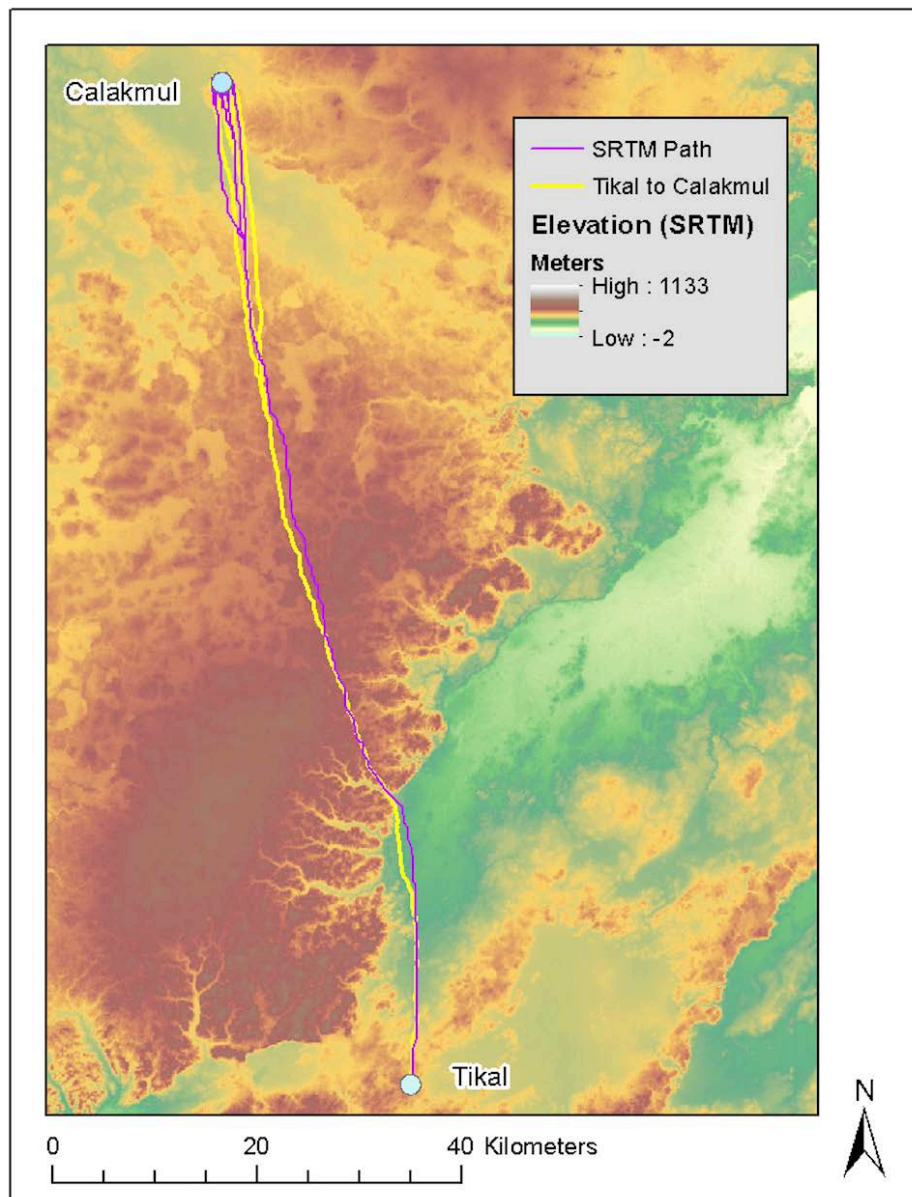 Calakmul
SRTM Path
Tikal to Calakmul
Elevation (SRTM)
Meters
High : 1133
Low : -2
Tikal
N
0 20 40 Kilometers